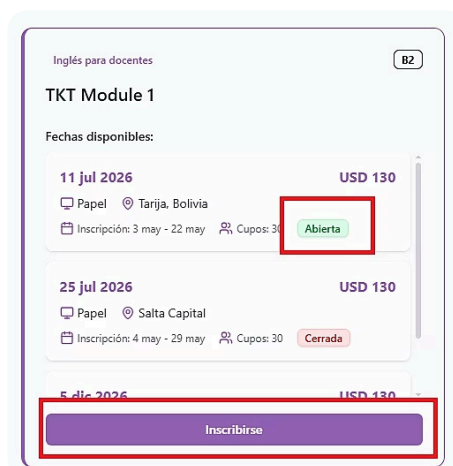 Inglés para docentes
B2
TKT Module 1
Fechas disponibles:
11 jul 2026 USD 130
Papel Tarija, Bolivia
Inscripción: 3 may - 22 may Cupos: 30 Abierta
25 jul 2026 USD 130
Papel Salta Capital
Inscripción: 4 may - 29 may Cupos: 30 Cerrada
5 dic 2026 USD 130
Inscribirse